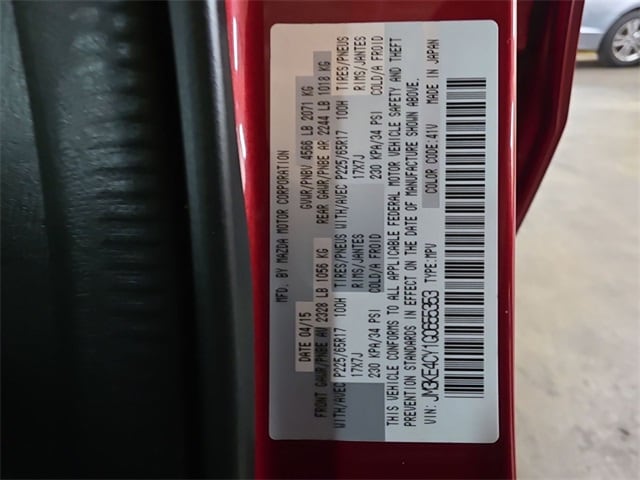 MFD. BY MAZDA MOTOR CORPORATION
DATE 04/15 GVWR/PNBV 4566 LB 2071 KG
FRONT GAWR/PNBE AV 2328 LB 1056 KG REAR GAWR/PNBE AR 2244 LB 1018 KG
WITH/AVEC P225/65R17 100H TIRES/PNEUS WITH/AVEC P225/65R17 100H TIRES/PNEUS
17X7J RIMS/JANTES 17X7J RIMS/JANTES
230 KPA/34 PSI COLD/A FROID 230 KPA/34 PSI COLD/A FROID
THIS VEHICLE CONFORMS TO ALL APPLICABLE FEDERAL MOTOR VEHICLE SAFETY AND THEFT
PREVENTION STANDARDS IN EFFECT ON THE DATE OF MANUFACTURE SHOWN ABOVE.
VIN: JM3KE4CY1G0555353 TYPE:MPV COLOR CODE:41V MADE IN JAPAN